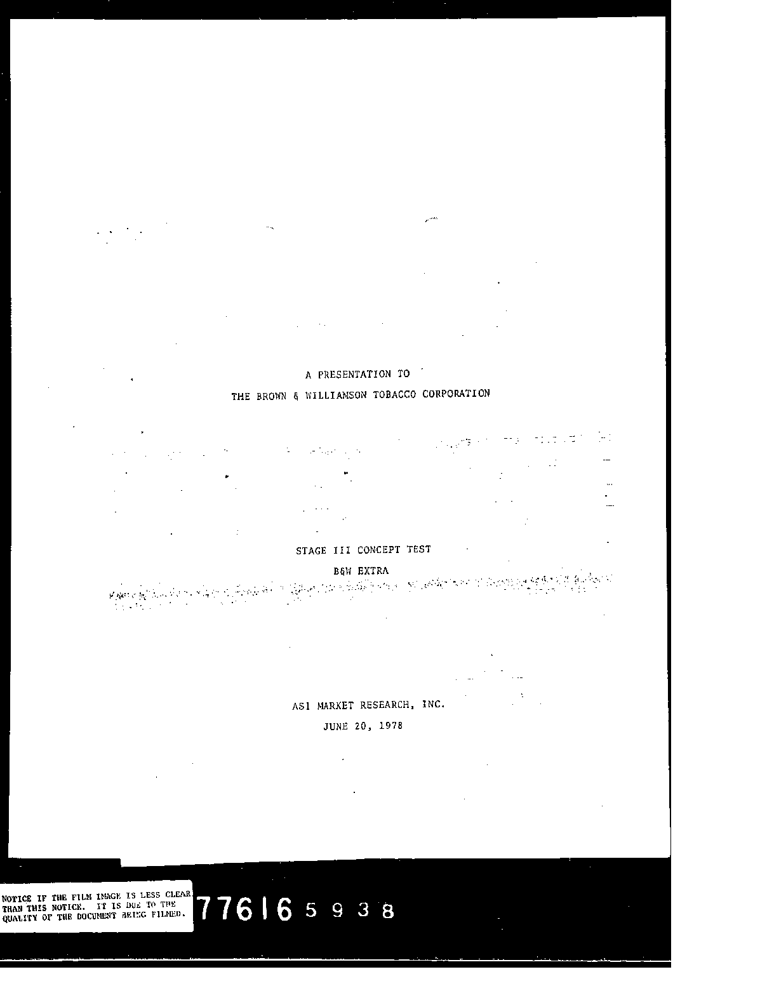 A PRESENTATION TO
THE BROWN & WILLIAMSON TOBACCO CORPORATION
STAGE III CONCEPT TEST
B&W EXTRA
ASI MARKET RESEARCH, INC.
JUNE 20, 1978
NOTICE IF THE FILM IMAGE IS LESS CLEAR
THAN THIS NOTICE. IT IS DUE TO THE
QUALITY OF THE DOCUMENT BEING FILMED.
776165938